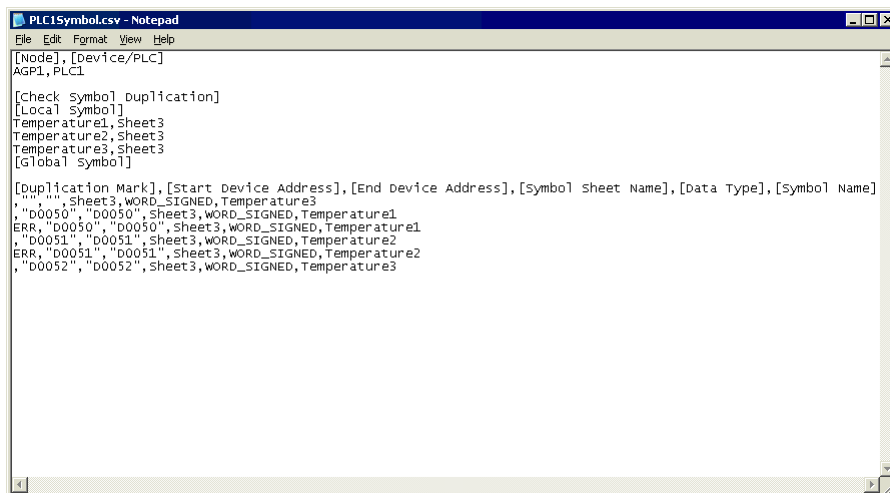 PLC1Symbol.csv - Notepad
File Edit Format View Help
[Node],[Device/PLC]
AGP1,PLC1
[Check Symbol Duplication]
[Local Symbol]
Temperature1,Sheet3
Temperature2,Sheet3
Temperature3,Sheet3
[Global Symbol]
[Duplication Mark],[Start Device Address],[End Device Address],[Symbol Sheet Name],[Data Type],[Symbol Name]
,"","",Sheet3,WORD_SIGNED,Temperature3
,"D0050","D0050",Sheet3,WORD_SIGNED,Temperature1
ERR,"D0050","D0050",Sheet3,WORD_SIGNED,Temperature1
,"D0051","D0051",Sheet3,WORD_SIGNED,Temperature2
ERR,"D0051","D0051",Sheet3,WORD_SIGNED,Temperature2
,"D0052","D0052",Sheet3,WORD_SIGNED,Temperature3